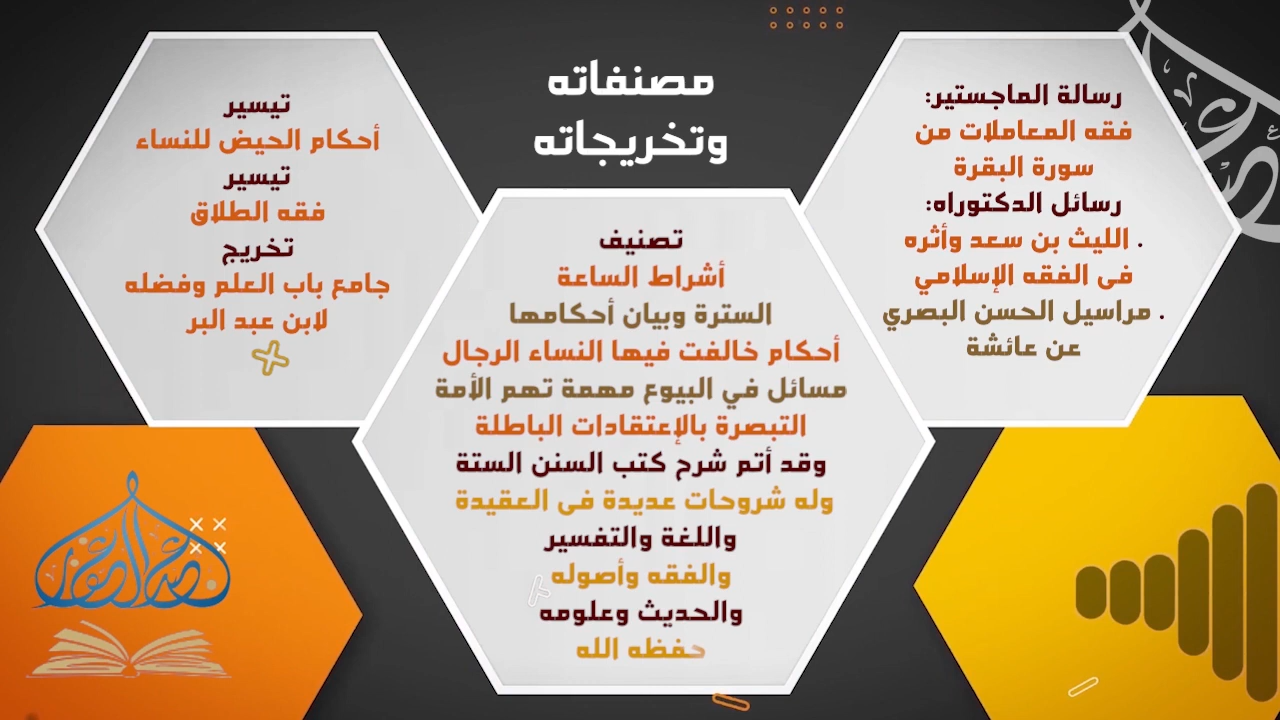 مصنفاته
وتخريجاته
رسالة الماجستير:
فقه المعاملات من
سورة البقرة
رسائل الدكتوراه:
. الليث بن سعد وأثره
فى الفقه الإسلامي
. مراسيل الحسن البصري
عن عائشة
تصنيف
أشراط الساعة
السترة وبيان أحكامها
أحكام خالفت فيها النساء الرجال
مسائل في البيوع مهمة تهم الأمة
التبصرة بالإعتقادات الباطلة
وقد أتم شرح كتب السنن الستة
وله شروحات عديدة فى العقيدة
واللغة والتفسير
والفقه وأصوله
والحديث وعلومه
حفظه الله
تيسير
أحكام الحيض للنساء
تيسير
فقه الطلاق
تخريج
جامع باب العلم وفضله
لابن عبد البر